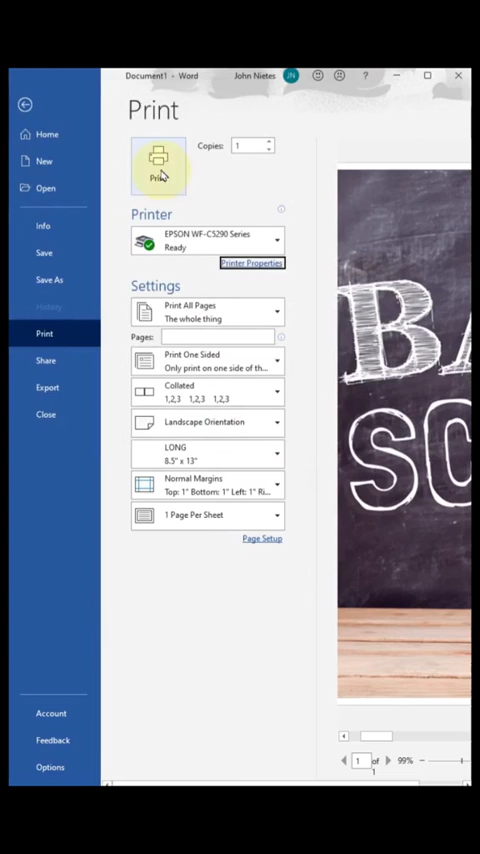 Document1 - Word
John Nietes
JN
?
Print
Home
New
Open
Info
Save
Save As
History
Print
Share
Export
Close
Account
Feedback
Options
Print
Copies: 1
Printer
EPSON WF-C5290 Series
Ready
Printer Properties
Settings
Print All Pages
The whole thing
Pages:
Print One Sided
Only print on one side of th...
Collated
1,2,3 1,2,3 1,2,3
Landscape Orientation
LONG
8.5" x 13"
Normal Margins
Top: 1" Bottom: 1" Left: 1" Ri...
1 Page Per Sheet
Page Setup
BA
SC
1 of 1
99%